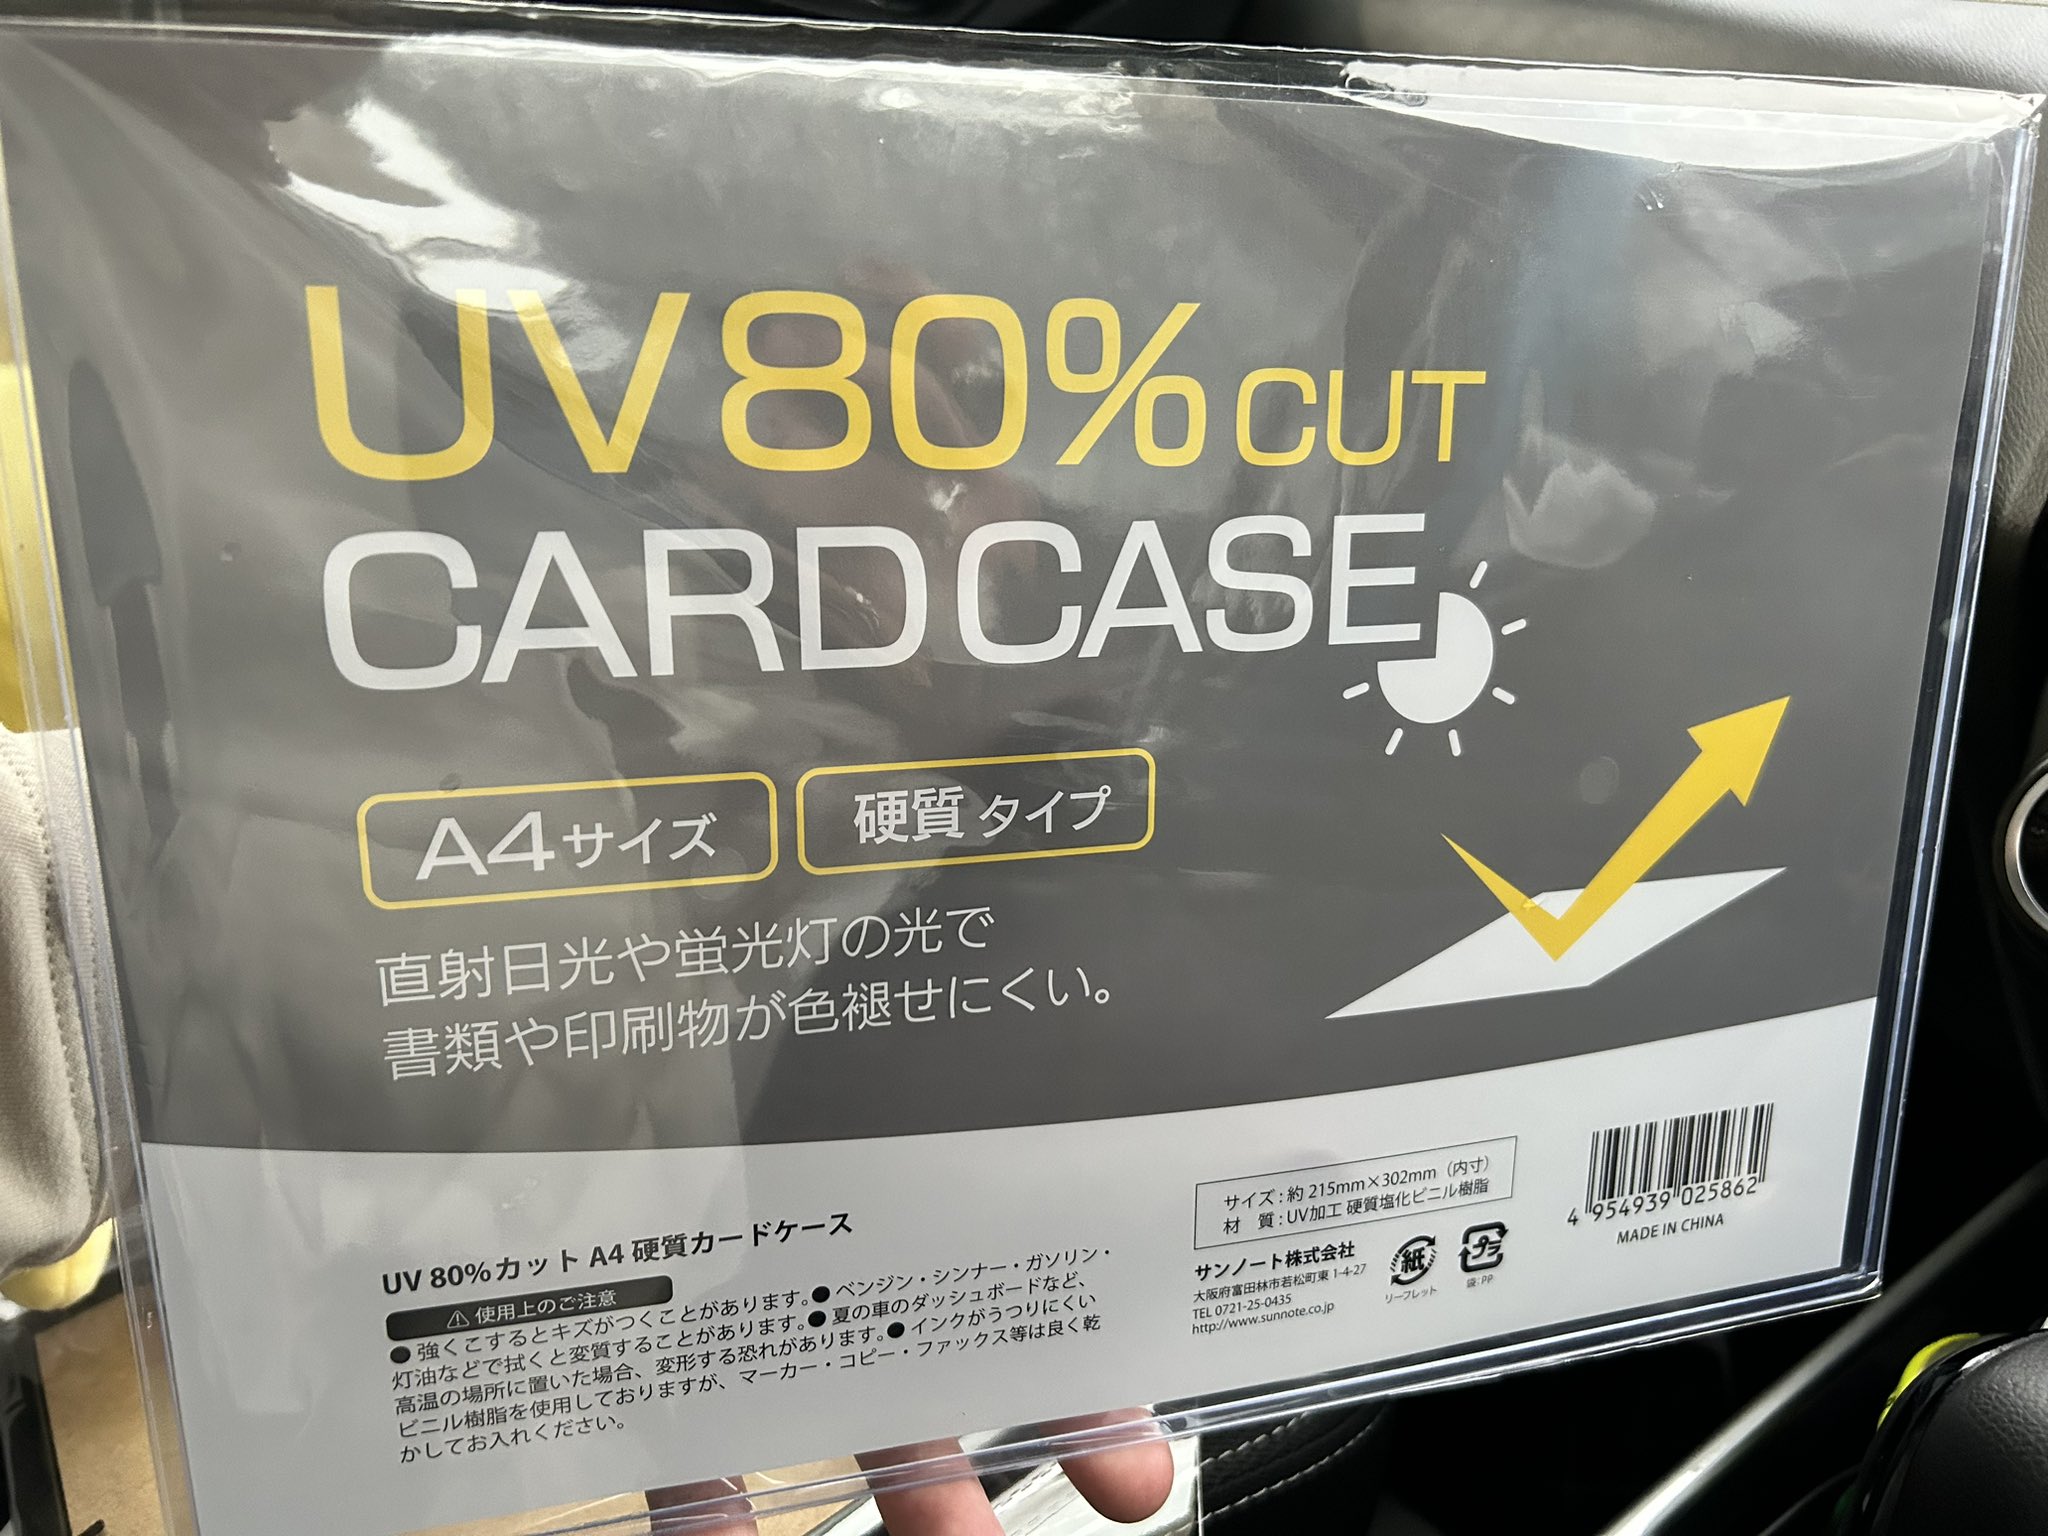 UV80%CUT
CARD CASE
A4サイズ
硬質タイプ
直射日光や蛍光灯の光で
書類や印刷物が色褪せにくい。
UV 80%カット A4 硬質カードケース
⚠ 使用上のご注意
●強くこするとキズがつくことがあります。●ベンジン・シンナー・ガソリン・
灯油などで拭くと変質することがあります。●夏の車のダッシュボードなど、
高温の場所に置いた場合、変形する恐れがあります。●インクがうつりにくい
ビニル樹脂を使用しておりますが、マーカー・コピー・ファックス等は良く乾
かしてお入れください。
サイズ:約 215mm×302mm(内寸)
材 質:UV加工 硬質塩化ビニル樹脂
サンノート株式会社
大阪府富田林市若松町東 1-4-27
TEL 0721-25-0435
http://www.sunnote.co.jp
紙
リーフレット
プラ
袋:PP
4 954939 025862
MADE IN CHINA